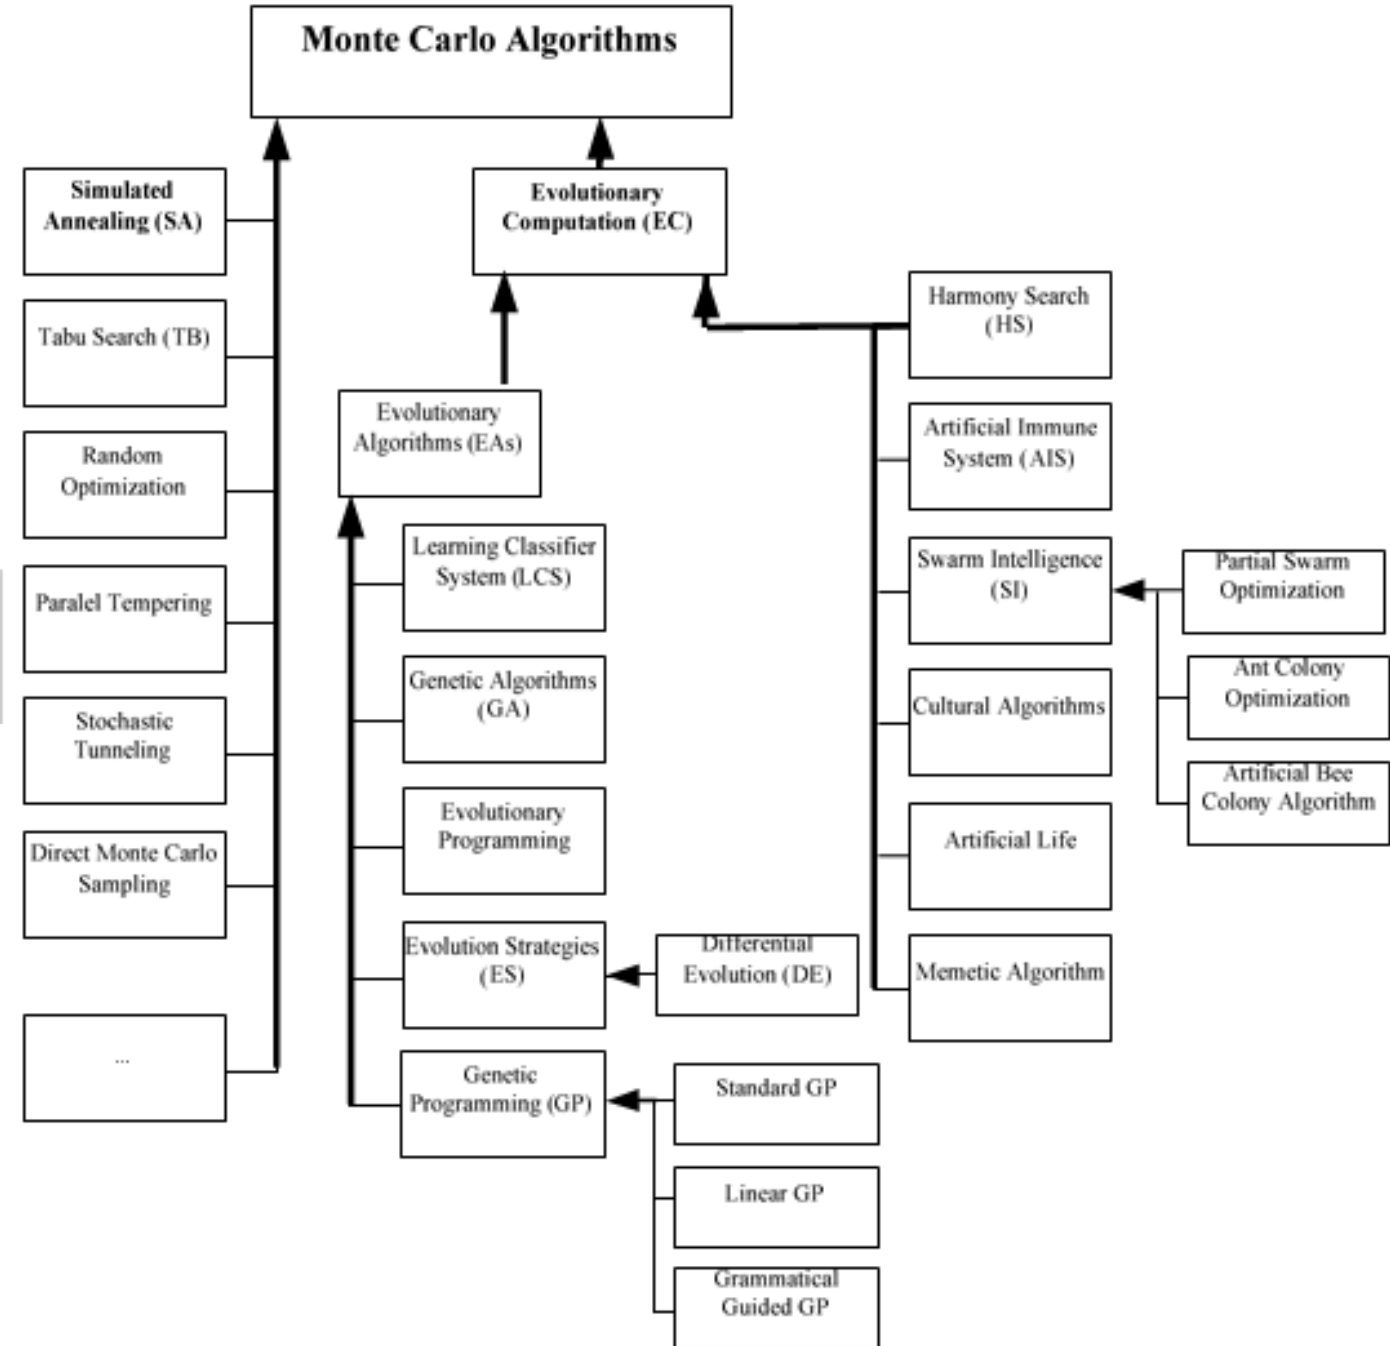 Monte Carlo Algorithms
Simulated
Annealing (SA)
Tabu Search (TB)
Random
Optimization
Paralel Tempering
Stochastic
Tunneling
Direct Monte Carlo
Sampling
...
Evolutionary
Computation (EC)
Evolutionary
Algorithms (EAs)
Learning Classifier
System (LCS)
Genetic Algorithms
(GA)
Evolutionary
Programming
Evolution Strategies
(ES)
Differential
Evolution (DE)
Genetic
Programming (GP)
Standard GP
Linear GP
Grammatical
Guided GP
Harmony Search
(HS)
Artificial Immune
System (AIS)
Swarm Intelligence
(SI)
Partial Swarm
Optimization
Ant Colony
Optimization
Artificial Bee
Colony Algorithm
Cultural Algorithms
Artificial Life
Memetic Algorithm